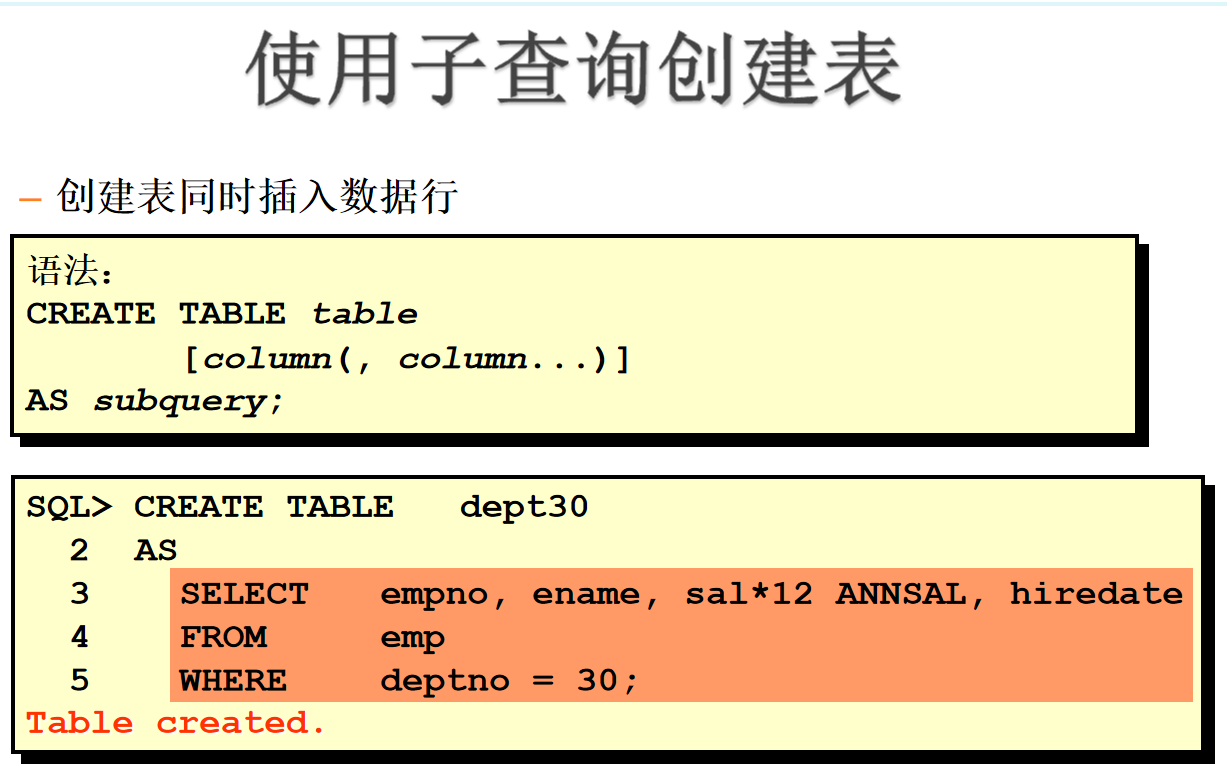 使用子查询创建表
– 创建表同时插入数据行
语法：
CREATE TABLE table
[column(, column...)]
AS subquery;
SQL> CREATE TABLE dept30
2 AS
3 SELECT empno, ename, sal*12 ANNSAL, hiredate
4 FROM emp
5 WHERE deptno = 30;
Table created.